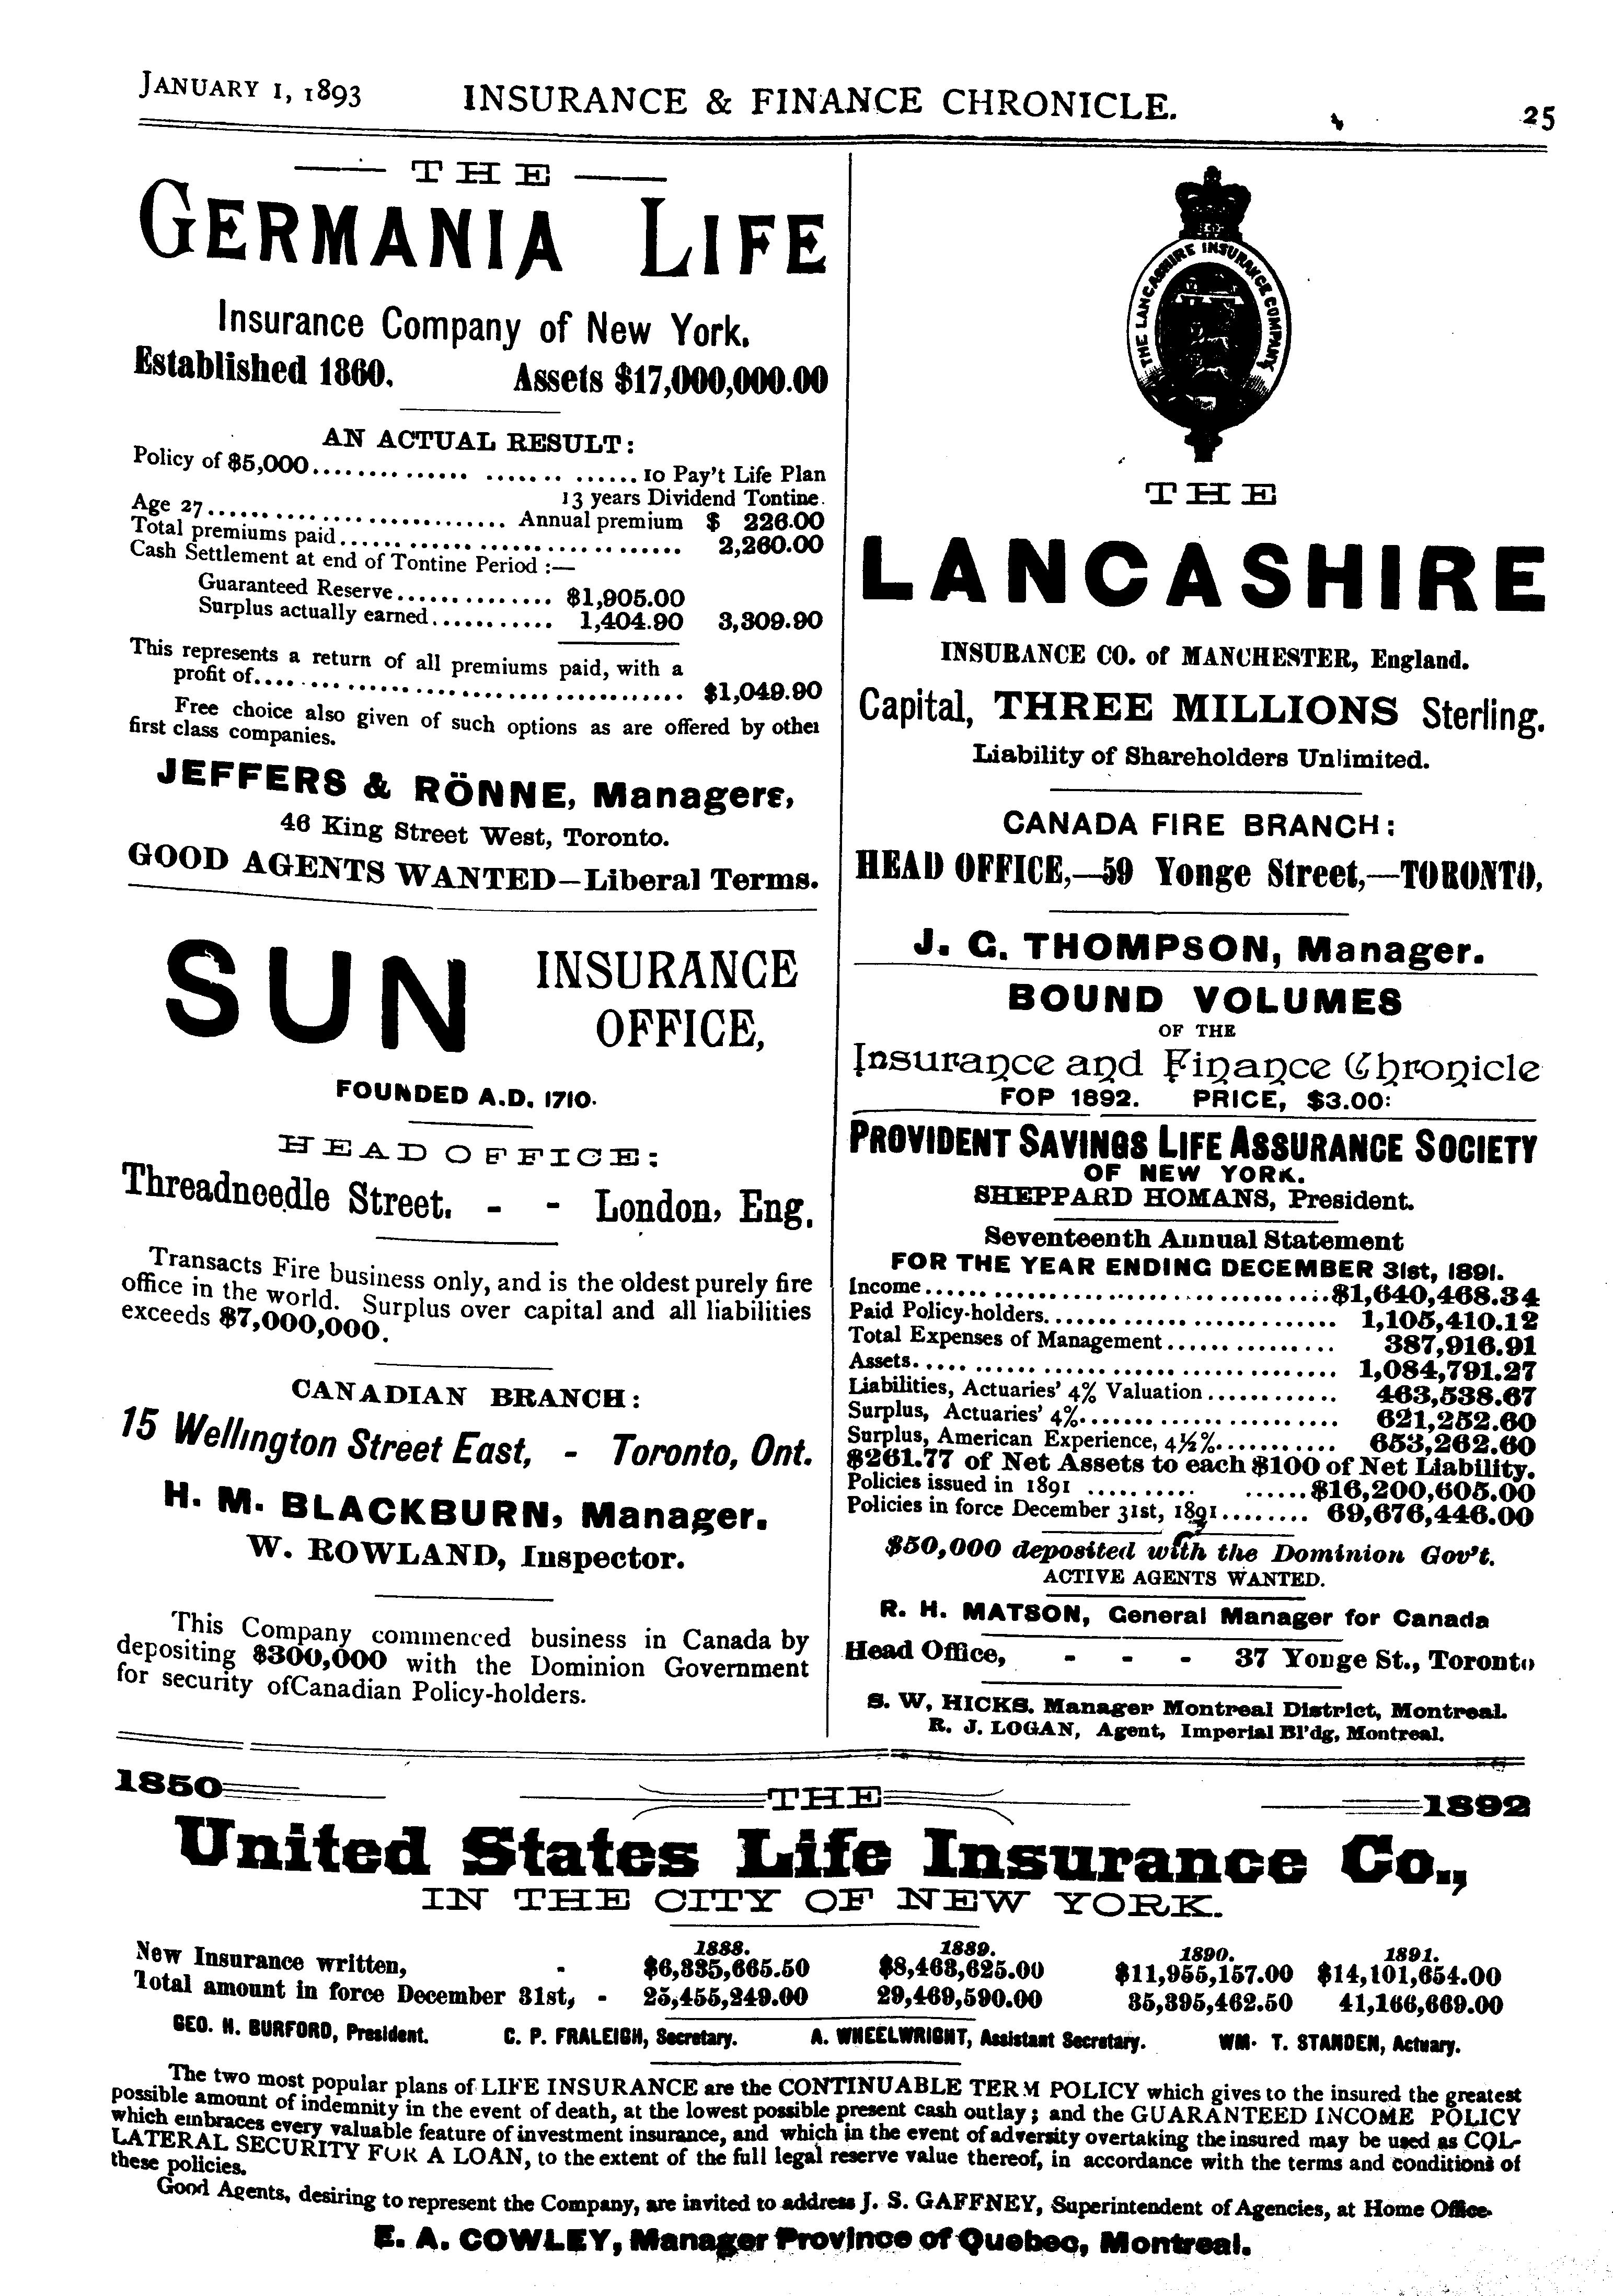 JANUARY 1, 1893
INSURANCE & FINANCE CHRONICLE.
25
THE
GERMANIA LIFE
Insurance Company of New York.
Established 1860. Assets $17,000,000.00
AN ACTUAL RESULT:
Policy of $5,000.................... 10 Pay't Life Plan
13 years Dividend Tontine.
Age 27............................ Annual premium $ 226.00
Total premiums paid.................................... 2,260.00
Cash Settlement at end of Tontine Period :—
Guaranteed Reserve............... $1,905.00
Surplus actually earned........... 1,404.90 3,309.90
This represents a return of all premiums paid, with a
profit of........................................ $1,049.90
Free choice also given of such options as are offered by other
first class companies.
JEFFERS & RÖNNE, Managers,
46 King Street West, Toronto.
GOOD AGENTS WANTED—Liberal Terms.
SUN INSURANCE
OFFICE,
FOUNDED A.D. 1710.
HEAD OFFICE:
Threadneedle Street. - - London, Eng.
Transacts Fire business only, and is the oldest purely fire
office in the world. Surplus over capital and all liabilities
exceeds $7,000,000.
CANADIAN BRANCH:
15 Wellington Street East, - Toronto, Ont.
H. M. BLACKBURN, Manager.
W. ROWLAND, Inspector.
This Company commenced business in Canada by
depositing $300,000 with the Dominion Government
for security ofCanadian Policy-holders.
THE LANCASHIRE INSURANCE COMPANY
THE
LANCASHIRE
INSURANCE CO. of MANCHESTER, England.
Capital, THREE MILLIONS Sterling.
Liability of Shareholders Unlimited.
CANADA FIRE BRANCH:
HEAD OFFICE,—59 Yonge Street,—TORONTO,
J. G. THOMPSON, Manager.
BOUND VOLUMES
OF THE
Insurance and Finance Chronicle
FOP 1892. PRICE, $3.00:
PROVIDENT SAVINGS LIFE ASSURANCE SOCIETY
OF NEW YORK.
SHEPPARD HOMANS, President.
Seventeenth Annual Statement
FOR THE YEAR ENDING DECEMBER 31st, 1891.
Income........................................$1,640,468.34
Paid Policy-holders............................ 1,105,410.12
Total Expenses of Management................ 387,916.91
Assets........................................ 1,084,791.27
Liabilities, Actuaries' 4% Valuation............ 463,538.67
Surplus, Actuaries' 4%......................... 621,252.60
Surplus, American Experience, 4½%........... 653,262.60
$261.77 of Net Assets to each $100 of Net Liability.
Policies issued in 1891 .......... ......$16,200,605.00
Policies in force December 31st, 1891........ 69,676,446.00
$50,000 deposited with the Dominion Gov't.
ACTIVE AGENTS WANTED.
R. H. MATSON, General Manager for Canada
Head Office, - - - 37 Yonge St., Toronto
S. W. HICKS. Manager Montreal District, Montreal.
R. J. LOGAN, Agent, Imperial Bl'dg, Montreal.
1850 THE 1892
United States Life Insurance Co.,
IN THE CITY OF NEW YORK.
1888. 1889. 1890. 1891.
New Insurance written, - $6,335,665.50 $8,463,625.00 $11,955,157.00 $14,101,654.00
Total amount in force December 31st, - 25,455,249.00 29,469,590.00 35,395,462.50 41,166,669.00
GEO. H. BURFORD, President. C. P. FRALEIGH, Secretary. A. WHEELWRIGHT, Assistant Secretary. WM. T. STANDEN, Actuary.
The two most popular plans of LIFE INSURANCE are the CONTINUABLE TERM POLICY which gives to the insured the greatest
possible amount of indemnity in the event of death, at the lowest possible present cash outlay; and the GUARANTEED INCOME POLICY
which embraces every valuable feature of investment insurance, and which in the event of adversity overtaking the insured may be used as COL-
LATERAL SECURITY FOR A LOAN, to the extent of the full legal reserve value thereof, in accordance with the terms and conditions of
these policies.
Good Agents, desiring to represent the Company, are invited to address J. S. GAFFNEY, Superintendent of Agencies, at Home Office.
E. A. COWLEY, Manager Province of Quebec, Montreal.